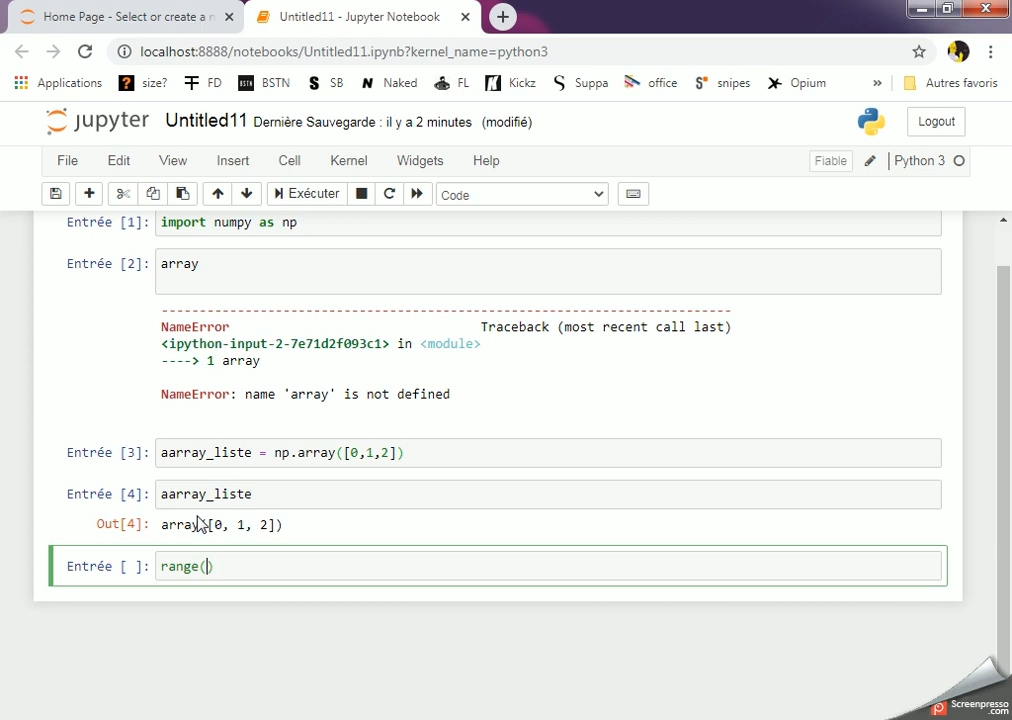 Home Page - Select or create a n
Untitled11 - Jupyter Notebook
localhost:8888/notebooks/Untitled11.ipynb?kernel_name=python3
Applications size? FD BSTN BSTN SB Naked FL Kickz Suppa office snipes Opium » Autres favoris
jupyter Untitled11 Dernière Sauvegarde : il y a 2 minutes (modifié) Logout
File Edit View Insert Cell Kernel Widgets Help Fiable Python 3
Exécuter Code
Entrée [1]: import numpy as np
Entrée [2]: array
NameError Traceback (most recent call last)
<ipython-input-2-7e71d2f093c1> in <module>
----> 1 array
NameError: name 'array' is not defined
Entrée [3]: aarray_liste = np.array([0,1,2])
Entrée [4]: aarray_liste
Out[4]: array([0, 1, 2])
Entrée [ ]: range()
Screenpresso
.com